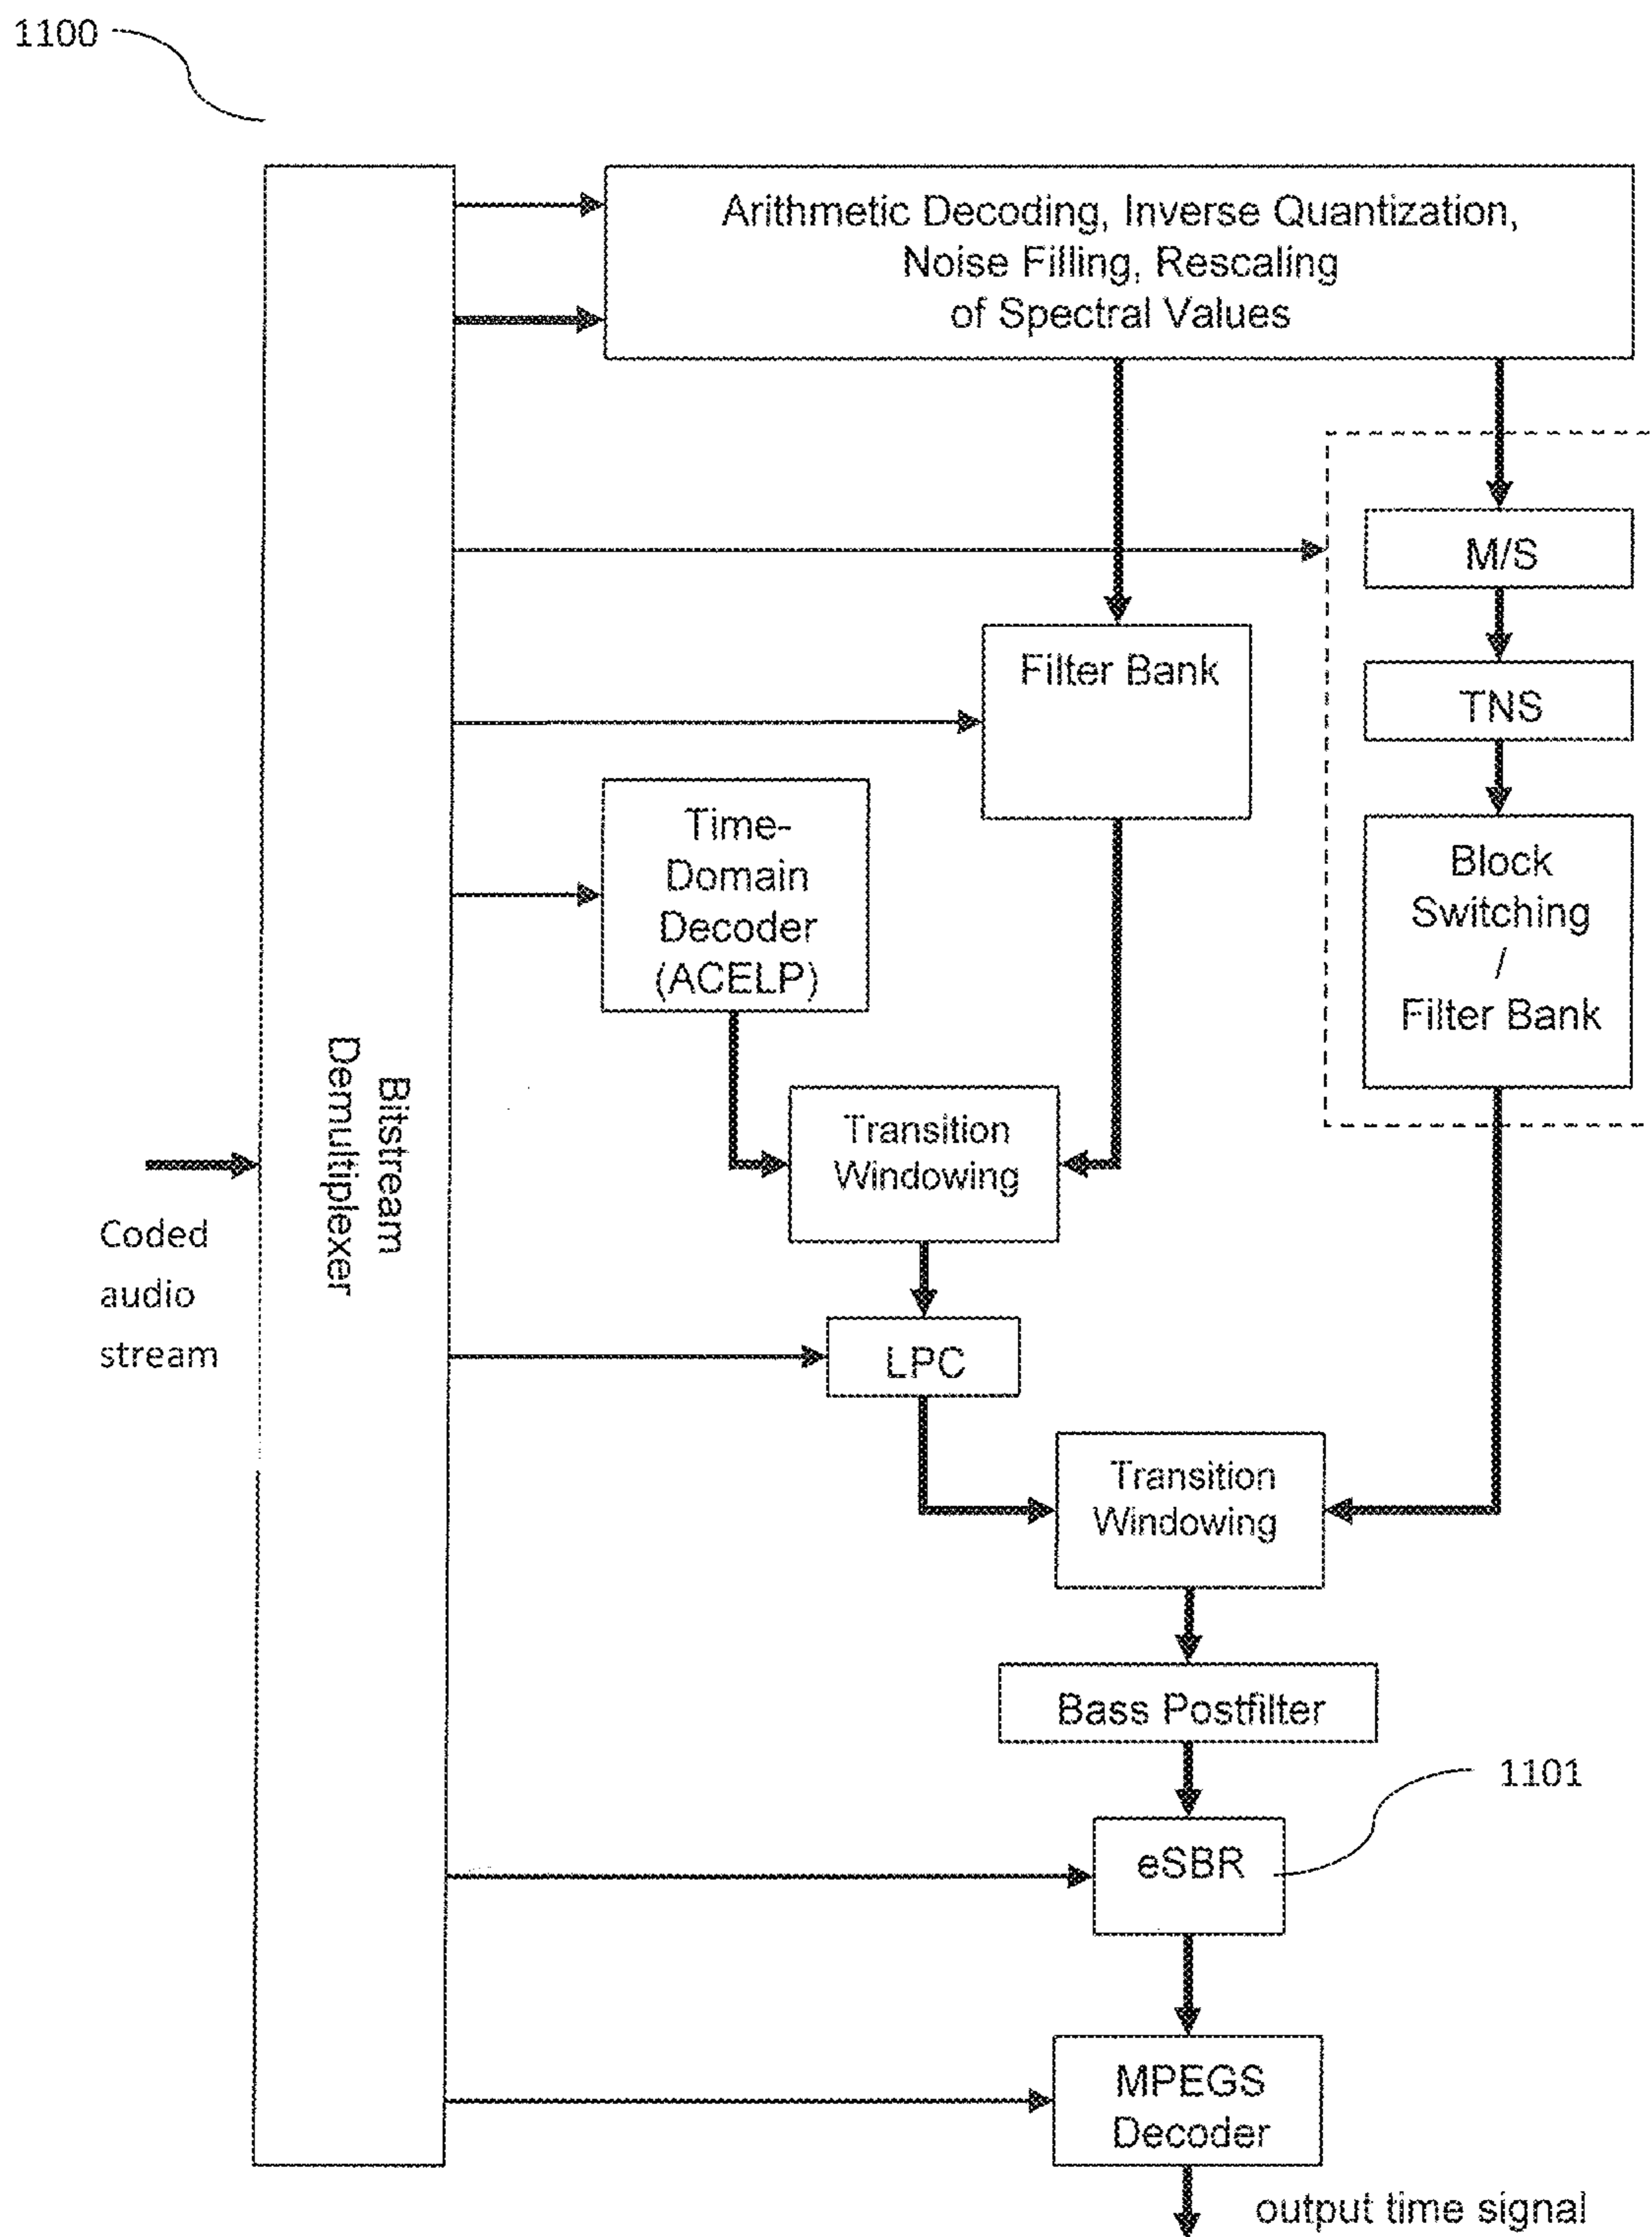 1100
Arithmetic Decoding, Inverse Quantization,
Noise Filling, Rescaling
of Spectral Values
M/S
Filter Bank
TNS
Time-
Domain
Decoder
(ACELP)
Block
Switching
/
Filter Bank
Bitstream
Demultiplexer
Transition
Windowing
Coded
audio
stream
LPC
Transition
Windowing
Bass Postfilter
1101
eSBR
MPEGS
Decoder
output time signal